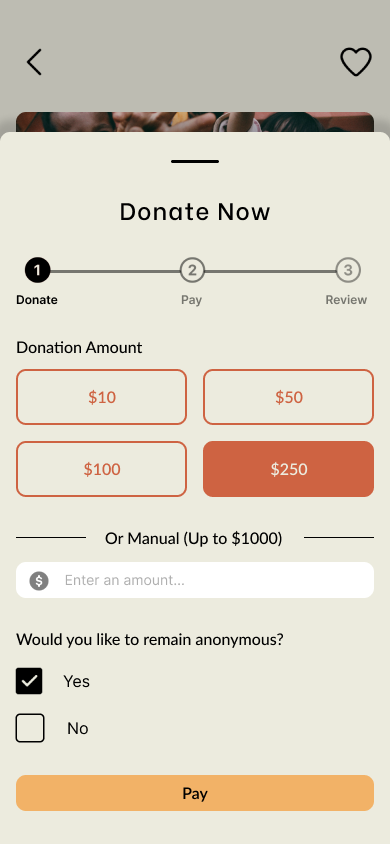 Donate Now
1 2 3
Donate Pay Review
Donation Amount
$10 $50
$100 $250
Or Manual (Up to $1000)
$ Enter an amount...
Would you like to remain anonymous?
Yes
No
Pay